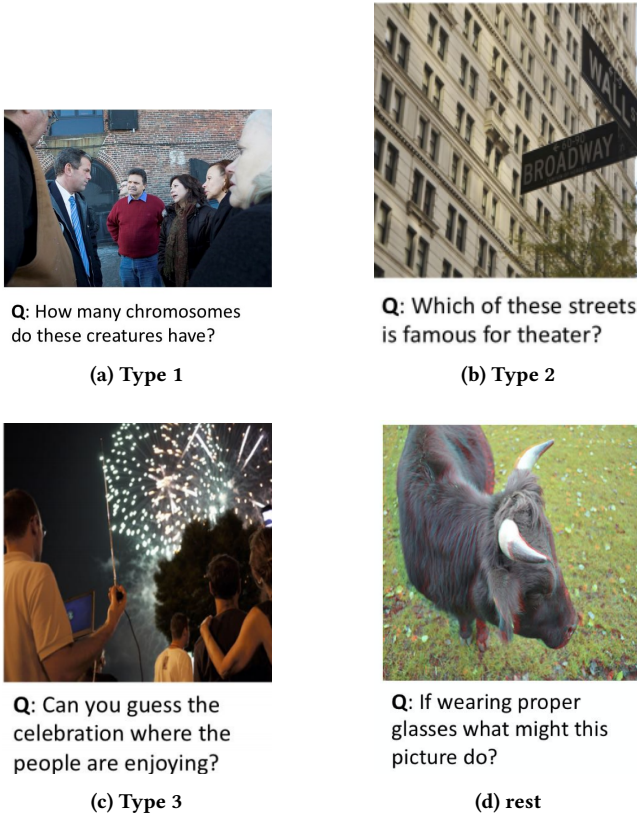 WALL
BROADWAY
Q: How many chromosomes
do these creatures have?
Q: Which of these streets
is famous for theater?
(a) Type 1
(b) Type 2
Q: Can you guess the
celebration where the
people are enjoying?
Q: If wearing proper
glasses what might this
picture do?
(c) Type 3
(d) rest